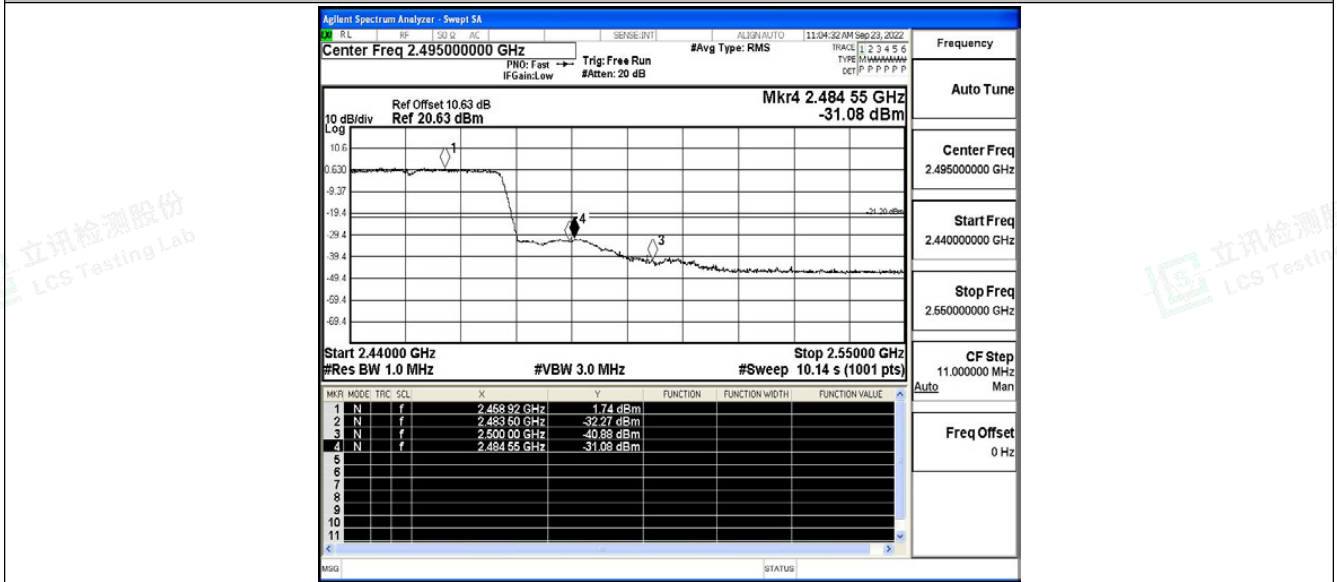 Agilent Spectrum Analyzer - Swept SA
RL RF 50 Ω AC SENSE:INT ALIGN AUTO 11:04:32 AM Sep 23, 2022
Center Freq 2.495000000 GHz
PNO: Fast
IFGain:Low
Trig: Free Run
#Atten: 20 dB
#Avg Type: RMS
TRACE 1 2 3 4 5 6
TYPE M
DET P P P P P P
Mkr4 2.484 55 GHz
-31.08 dBm
Ref Offset 10.63 dB
10 dB/div Ref 20.63 dBm
Log
10.6
0.630
-9.37
-19.4
-29.4
-39.4
-49.4
-59.4
-69.4
1
4
3
-21.20 dBm
Start 2.44000 GHz Stop 2.55000 GHz
#Res BW 1.0 MHz #VBW 3.0 MHz #Sweep 10.14 s (1001 pts)
MKR MODE TRC SCL X Y FUNCTION FUNCTION WIDTH FUNCTION VALUE
1 N f 2.458 92 GHz 1.74 dBm
2 N f 2.483 50 GHz -32.27 dBm
3 N f 2.500 00 GHz -40.88 dBm
4 N f 2.484 55 GHz -31.08 dBm
5
6
7
8
9
10
11
MSG STATUS
Frequency
Auto Tune
Center Freq
2.495000000 GHz
Start Freq
2.440000000 GHz
Stop Freq
2.550000000 GHz
CF Step
11.000000 MHz
Auto Man
Freq Offset
0 Hz
立讯检测股份
LCS Testing Lab
立讯检测
LCS Testin